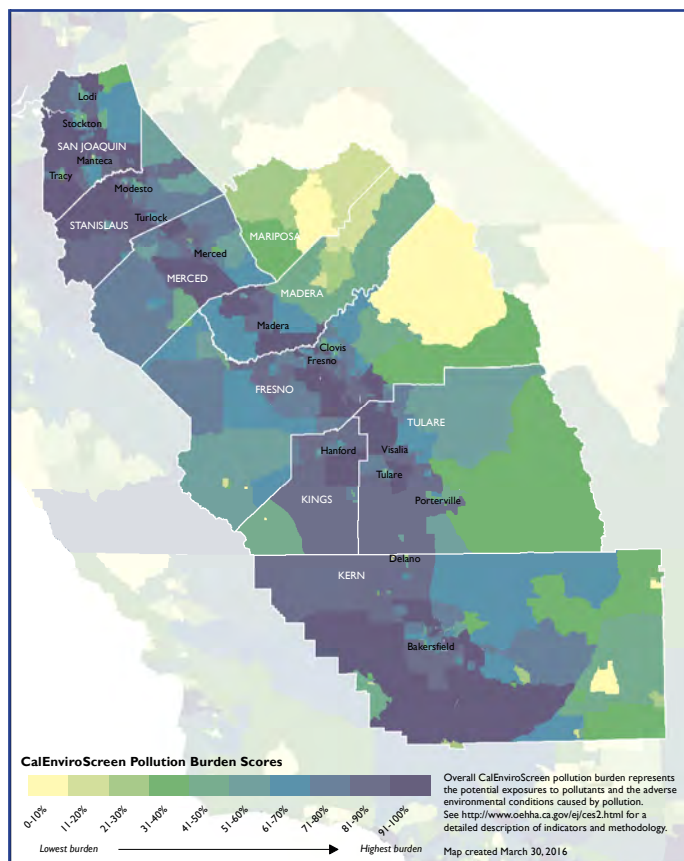 Lodi
Stockton
SAN JOAQUIN
Manteca
Tracy
Modesto
STANISLAUS
Turlock
MARIPOSA
Merced
MERCED
MADERA
Madera
Clovis
Fresno
FRESNO
TULARE
Hanford
Visalia
Tulare
KINGS
Porterville
Delano
KERN
Bakersfield
CalEnviroScreen Pollution Burden Scores
0-10%
11-20%
21-30%
31-40%
41-50%
51-60%
61-70%
71-80%
81-90%
91-100%
Lowest burden
Highest burden
Overall CalEnviroScreen pollution burden represents
the potential exposures to pollutants and the adverse
environmental conditions caused by pollution.
See http://www.oehha.ca.gov/ej/ces2.html for a
detailed description of indicators and methodology.
Map created March 30, 2016